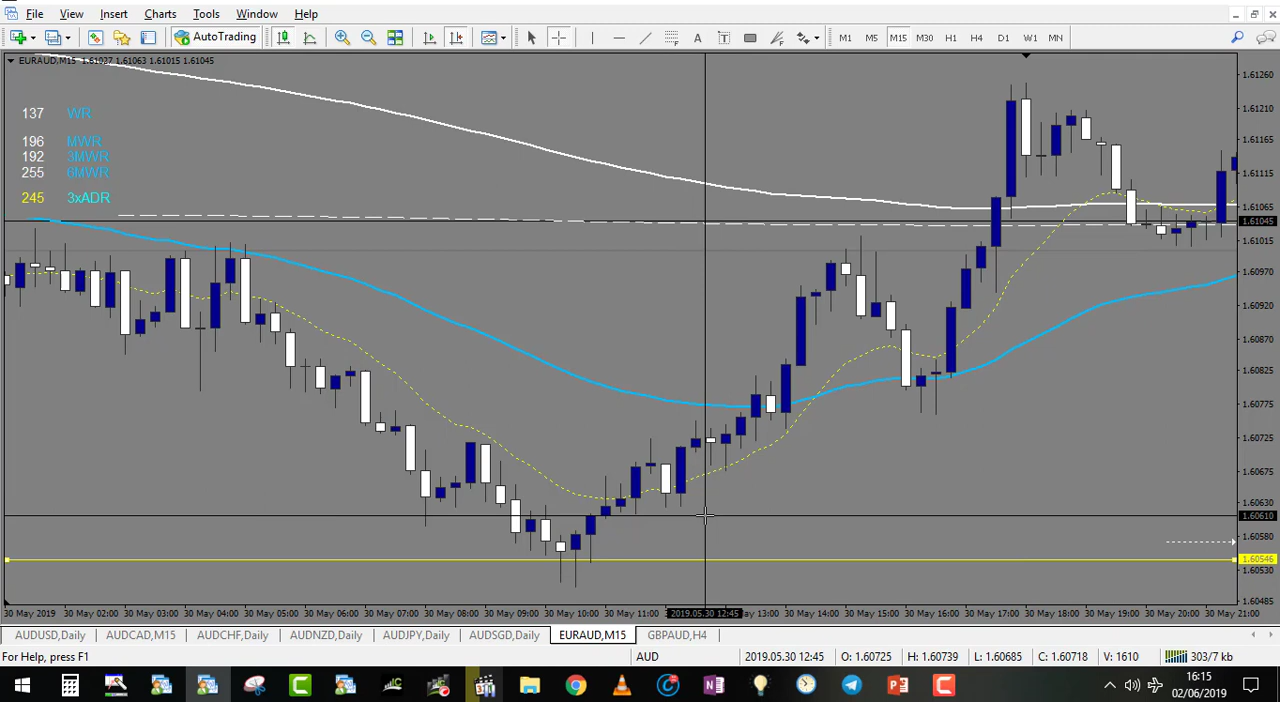 File View Insert Charts Tools Window Help
AutoTrading M1 M5 M15 M30 H1 H4 D1 W1 MN
EURAUD,M15 1.61027 1.61063 1.61015 1.61045
137 WR
196 MWR
192 3MWR
255 6MWR
245 3xADR
1.61260
1.61210
1.61165
1.61115
1.61065
1.61045
1.61015
1.60970
1.60920
1.60870
1.60825
1.60775
1.60725
1.60675
1.60630
1.60610
1.60580
1.60546
1.60530
1.60485
30 May 2019 30 May 02:00 30 May 03:00 30 May 04:00 30 May 05:00 30 May 06:00 30 May 07:00 30 May 08:00 30 May 09:00 30 May 10:00 30 May 11:00 2019.05.30 12:45 May 13:00 30 May 14:00 30 May 15:00 30 May 16:00 30 May 17:00 30 May 18:00 30 May 19:00 30 May 20:00 30 May 21:00
AUDUSD,Daily AUDCAD,M15 AUDCHF,Daily AUDNZD,Daily AUDJPY,Daily AUDSGD,Daily EURAUD,M15 GBPAUD,H4
For Help, press F1 AUD 2019.05.30 12:45 O: 1.60725 H: 1.60739 L: 1.60685 C: 1.60718 V: 1610 303/7 kb
16:15
02/06/2019